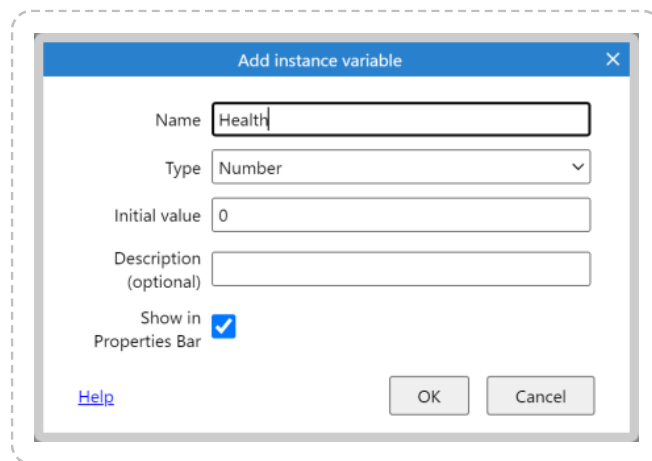 Add instance variable
Name Health
Type Number
Initial value 0
Description
(optional)
Show in
Properties Bar
Help OK Cancel